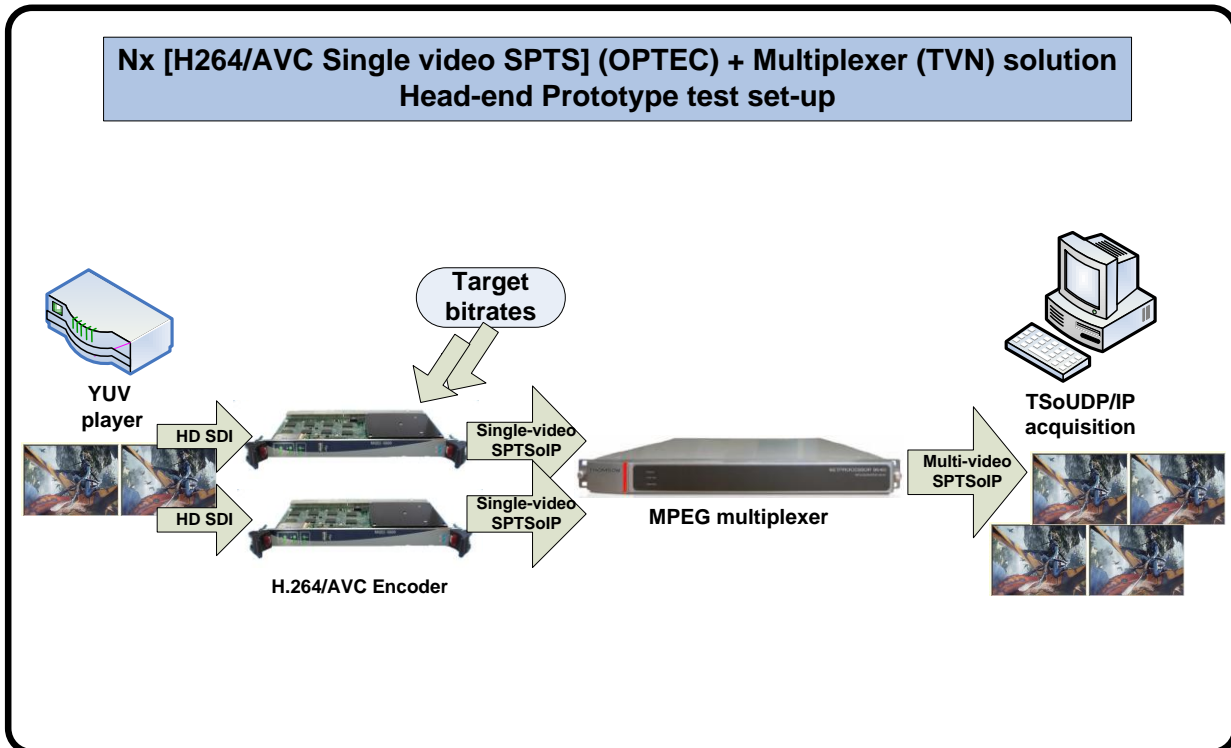 Nx [H264/AVC Single video SPTS] (OPTEC) + Multiplexer (TVN) solution
Head-end Prototype test set-up
Target
bitrates
YUV
player
HD SDI
HD SDI
H.264/AVC Encoder
Single-video
SPTSoIP
Single-video
SPTSoIP
MPEG multiplexer
Multi-video
SPTSoIP
TSoUDP/IP
acquisition